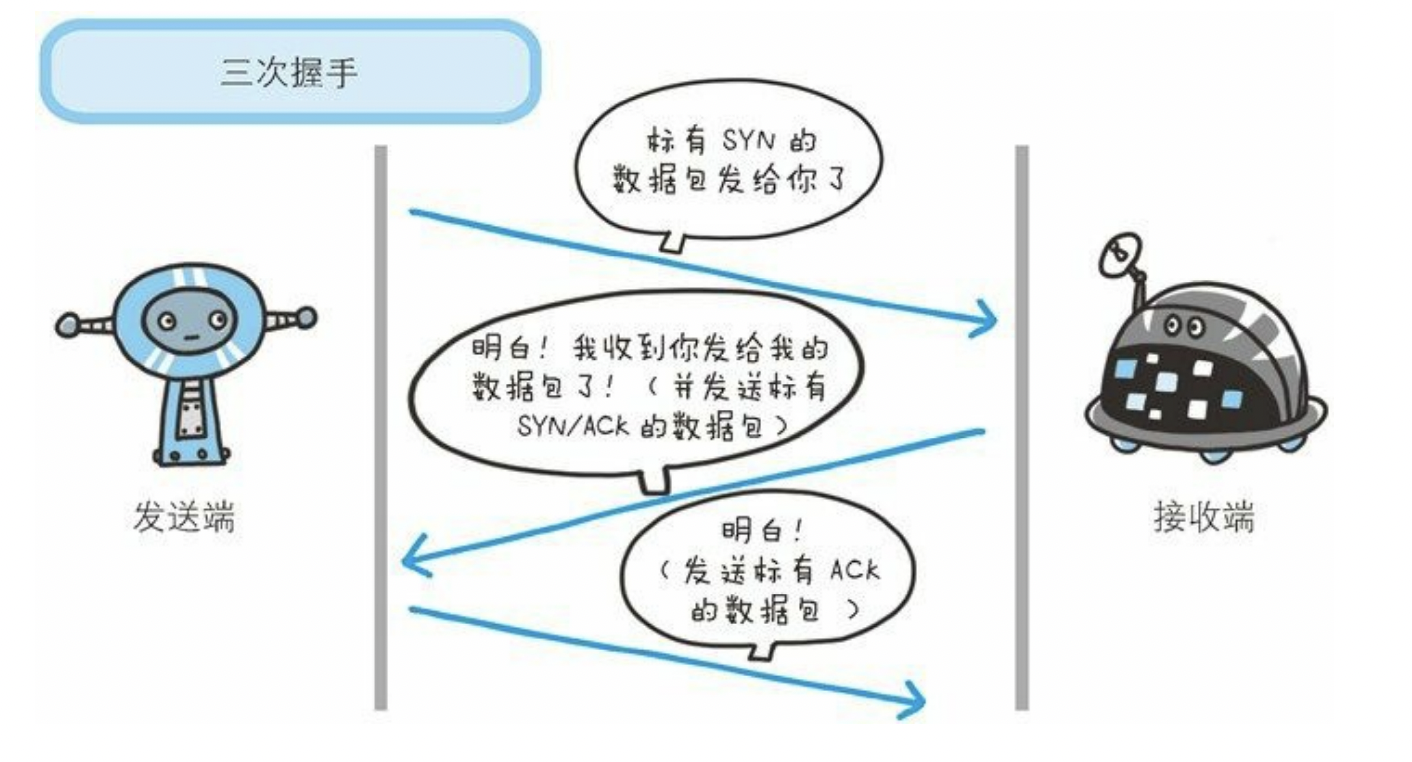 三次握手
标有 SYN 的
数据包发给你了
明白！我收到你发给我的
数据包了！（并发送标有
SYN/ACK 的数据包）
发送端
接收端
明白！
（发送标有 ACK
的数据包）